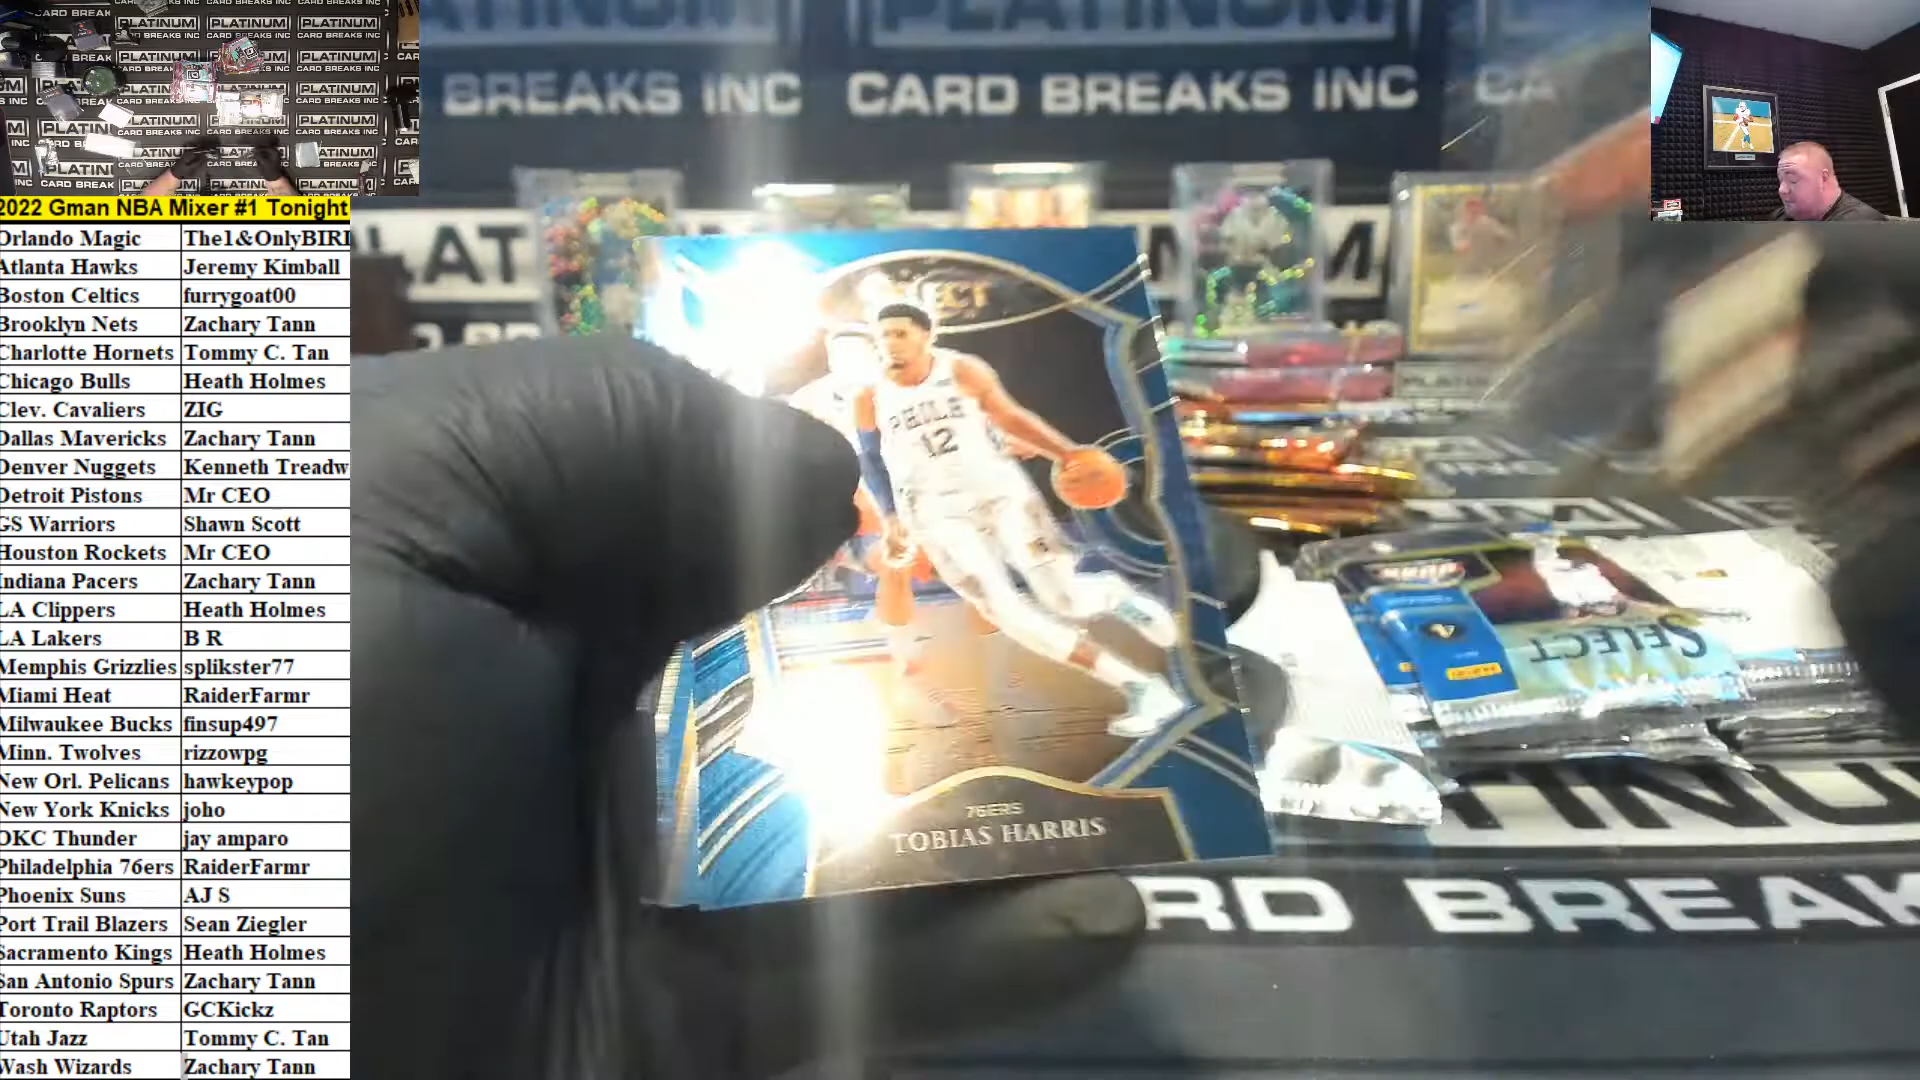 PLATINUM
BREAKS INC CARD BREAKS INC CA
2022 Gman NBA Mixer #1 Tonight
Orlando Magic The1&OnlyBIRI
Atlanta Hawks Jeremy Kimball
Boston Celtics furrygoat00
Brooklyn Nets Zachary Tann
Charlotte Hornets Tommy C. Tan
Chicago Bulls Heath Holmes
Clev. Cavaliers ZIG
Dallas Mavericks Zachary Tann
Denver Nuggets Kenneth Treadw
Detroit Pistons Mr CEO
GS Warriors Shawn Scott
Houston Rockets Mr CEO
Indiana Pacers Zachary Tann
LA Clippers Heath Holmes
LA Lakers B R
Memphis Grizzlies splikster77
Miami Heat RaiderFarmr
Milwaukee Bucks finsup497
Minn. Twolves rizzowpg
New Orl. Pelicans hawkeypop
New York Knicks joho
OKC Thunder jay amparo
Philadelphia 76ers RaiderFarmr
Phoenix Suns AJ S
Port Trail Blazers Sean Ziegler
Sacramento Kings Heath Holmes
San Antonio Spurs Zachary Tann
Toronto Raptors GCKickz
Utah Jazz Tommy C. Tan
Wash Wizards Zachary Tann
SELECT
PHILA
12
76ERS
TOBIAS HARRIS
SELECT
TINU
RD BREAK